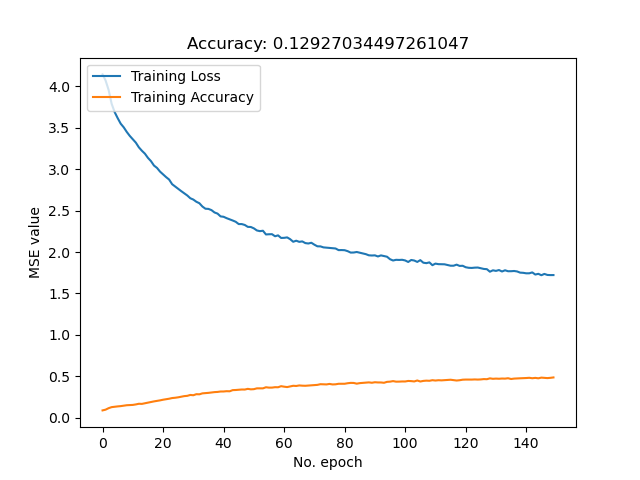 Accuracy: 0.12927034497261047
Training Loss
Training Accuracy
MSE value
4.0
3.5
3.0
2.5
2.0
1.5
1.0
0.5
0.0
0 20 40 60 80 100 120 140
No. epoch